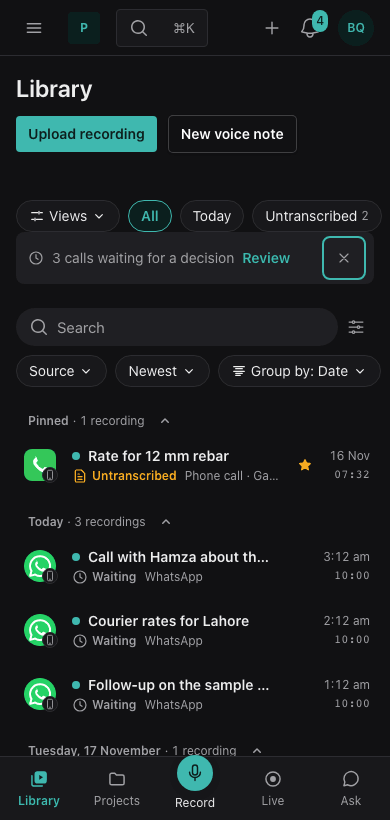 P
⌘K
4
BQ
Library
Upload recording
New voice note
Views
All
Today
Untranscribed 2
3 calls waiting for a decision Review
Search
Source
Newest
Group by: Date
Pinned · 1 recording
Rate for 12 mm rebar
16 Nov
Untranscribed Phone call · Ga...
07:32
Today · 3 recordings
Call with Hamza about th...
3:12 am
Waiting WhatsApp
10:00
Courier rates for Lahore
2:12 am
Waiting WhatsApp
10:00
Follow-up on the sample ...
1:12 am
Waiting WhatsApp
10:00
Tuesday, 17 November · 1 recording
Library
Projects
Record
Live
Ask